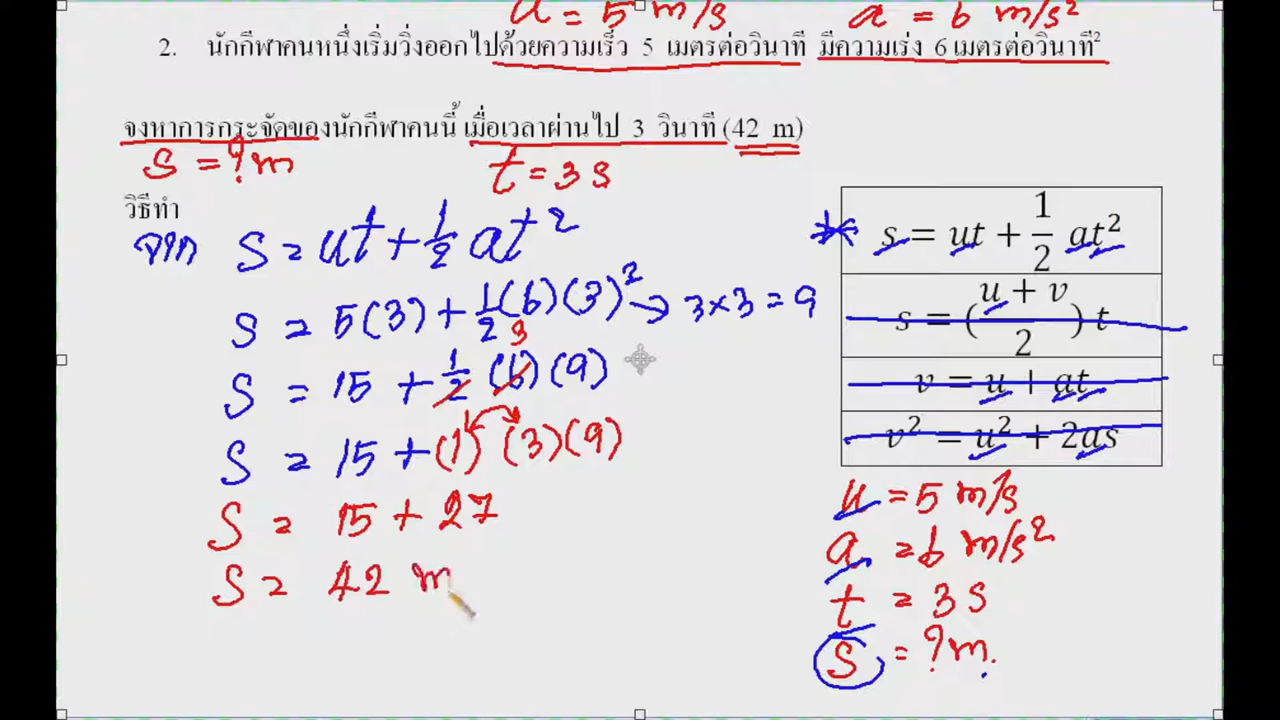 u = 5 m/s a = 6 m/s²
2. นักกีฬาคนหนึ่งเริ่มวิ่งออกไปด้วยความเร็ว 5 เมตรต่อวินาที มีความเร่ง 6 เมตรต่อวินาที²
จงหาการกระจัดของนักกีฬาคนนี้ เมื่อเวลาผ่านไป 3 วินาที (42 m)
S = ? m t = 3 s
วิธีทำ
จาก S = ut + 1/2 at²
S = 5(3) + 1/2 (6)(3)² → 3×3 = 9
S = 15 + 1/2 (6)(9) 3
S = 15 + (1)(3)(9)
S = 15 + 27
S = 42 m
s = ut + 1/2 at²
s = (u + v / 2) t
v = u + at
v² = u² + 2as
u = 5 m/s
a = 6 m/s²
t = 3 s
S = ? m.